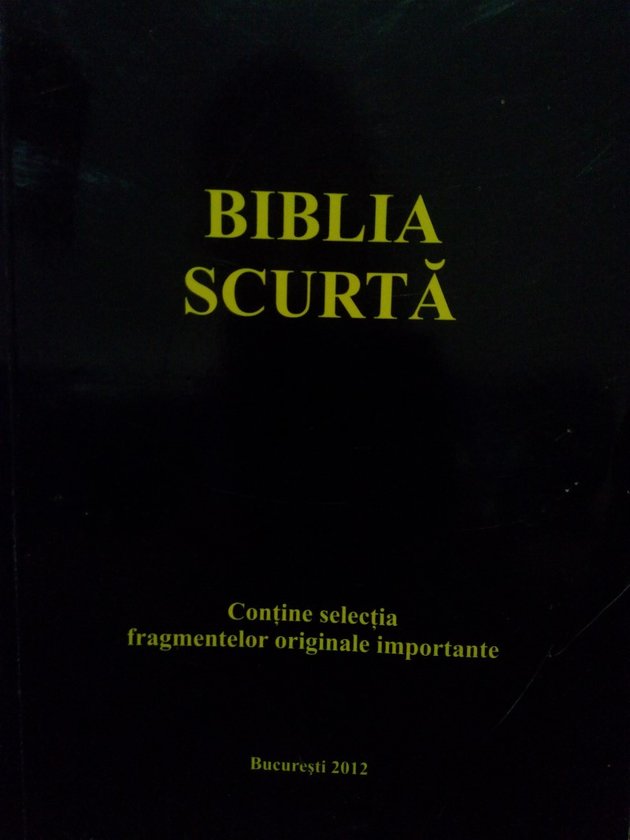 BIBLIA
SCURTĂ
Conține selecția
fragmentelor originale importante
București 2012